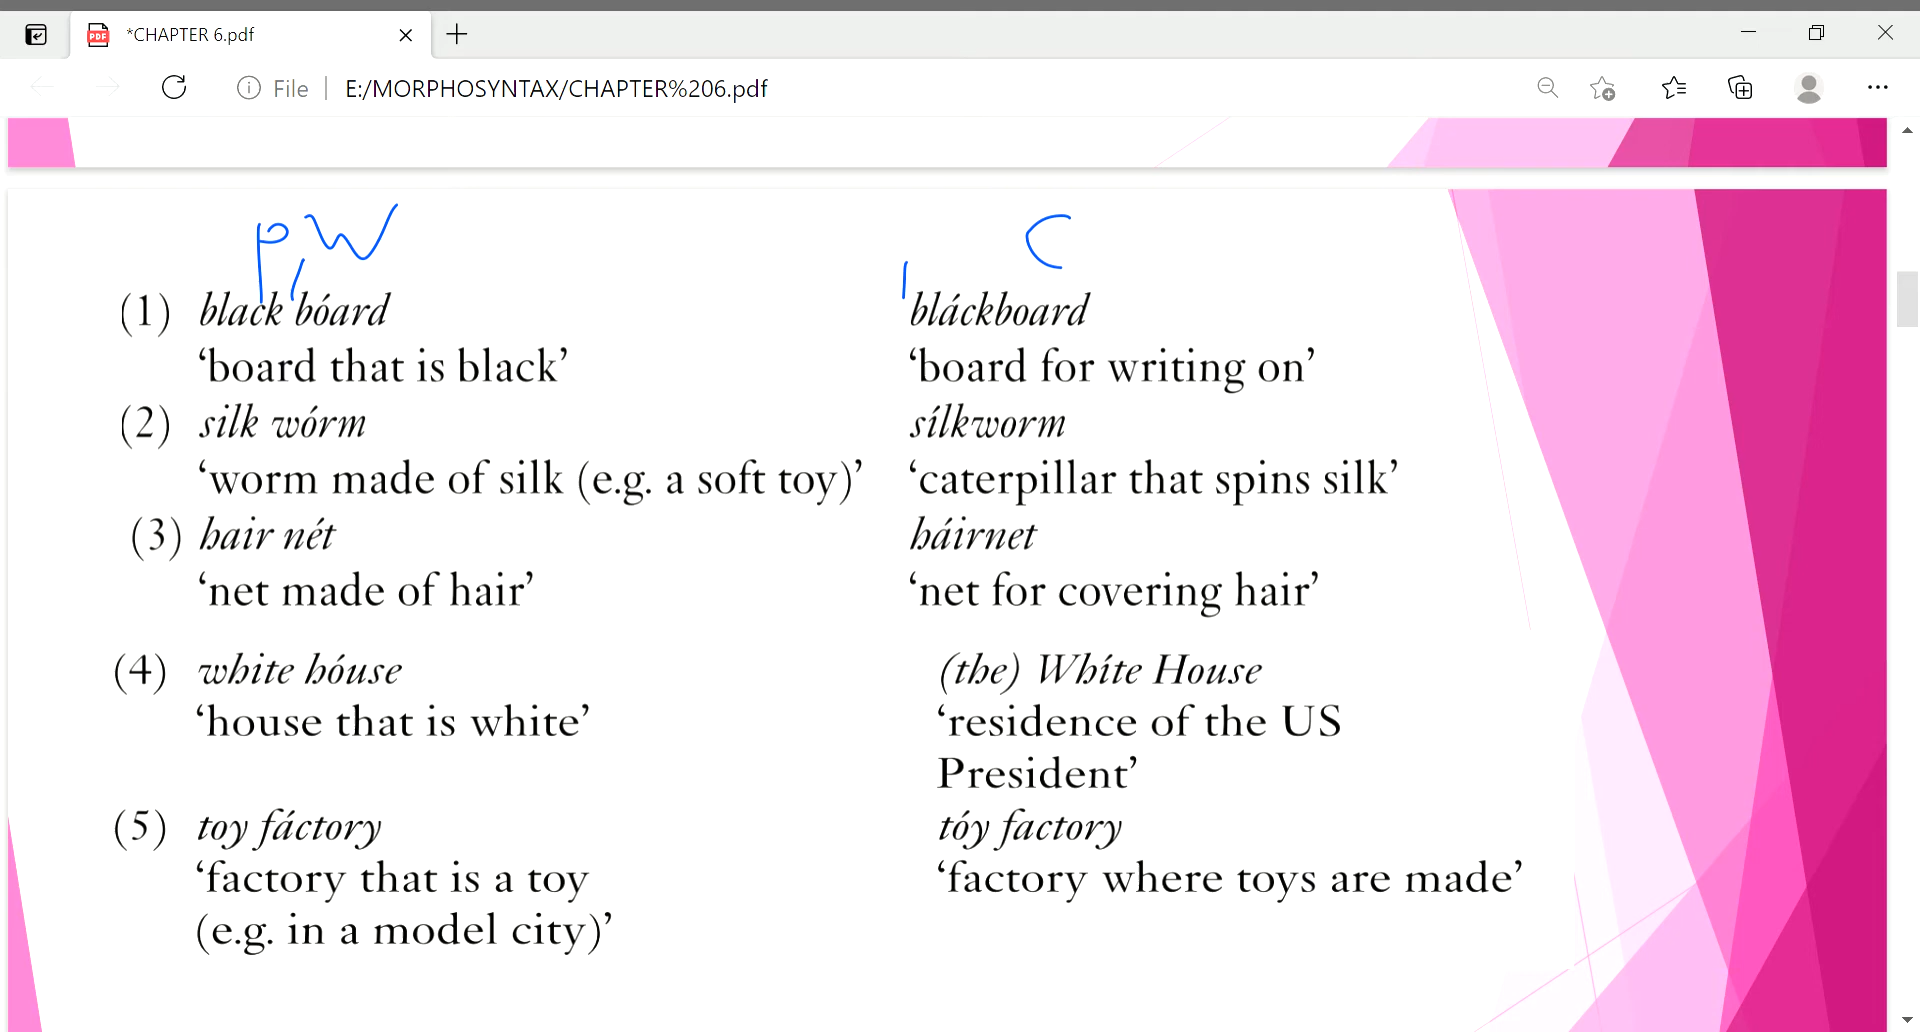 *CHAPTER 6.pdf
File | E:/MORPHOSYNTAX/CHAPTER%206.pdf
P, W C
(1) black bóard bláckboard
‘board that is black’ ‘board for writing on’
(2) silk wórm sílkworm
‘worm made of silk (e.g. a soft toy)’ ‘caterpillar that spins silk’
(3) hair nét háirnet
‘net made of hair’ ‘net for covering hair’
(4) white hóuse (the) Whíte House
‘house that is white’ ‘residence of the US
President’
(5) toy fáctory tóy factory
‘factory that is a toy ‘factory where toys are made’
(e.g. in a model city)’